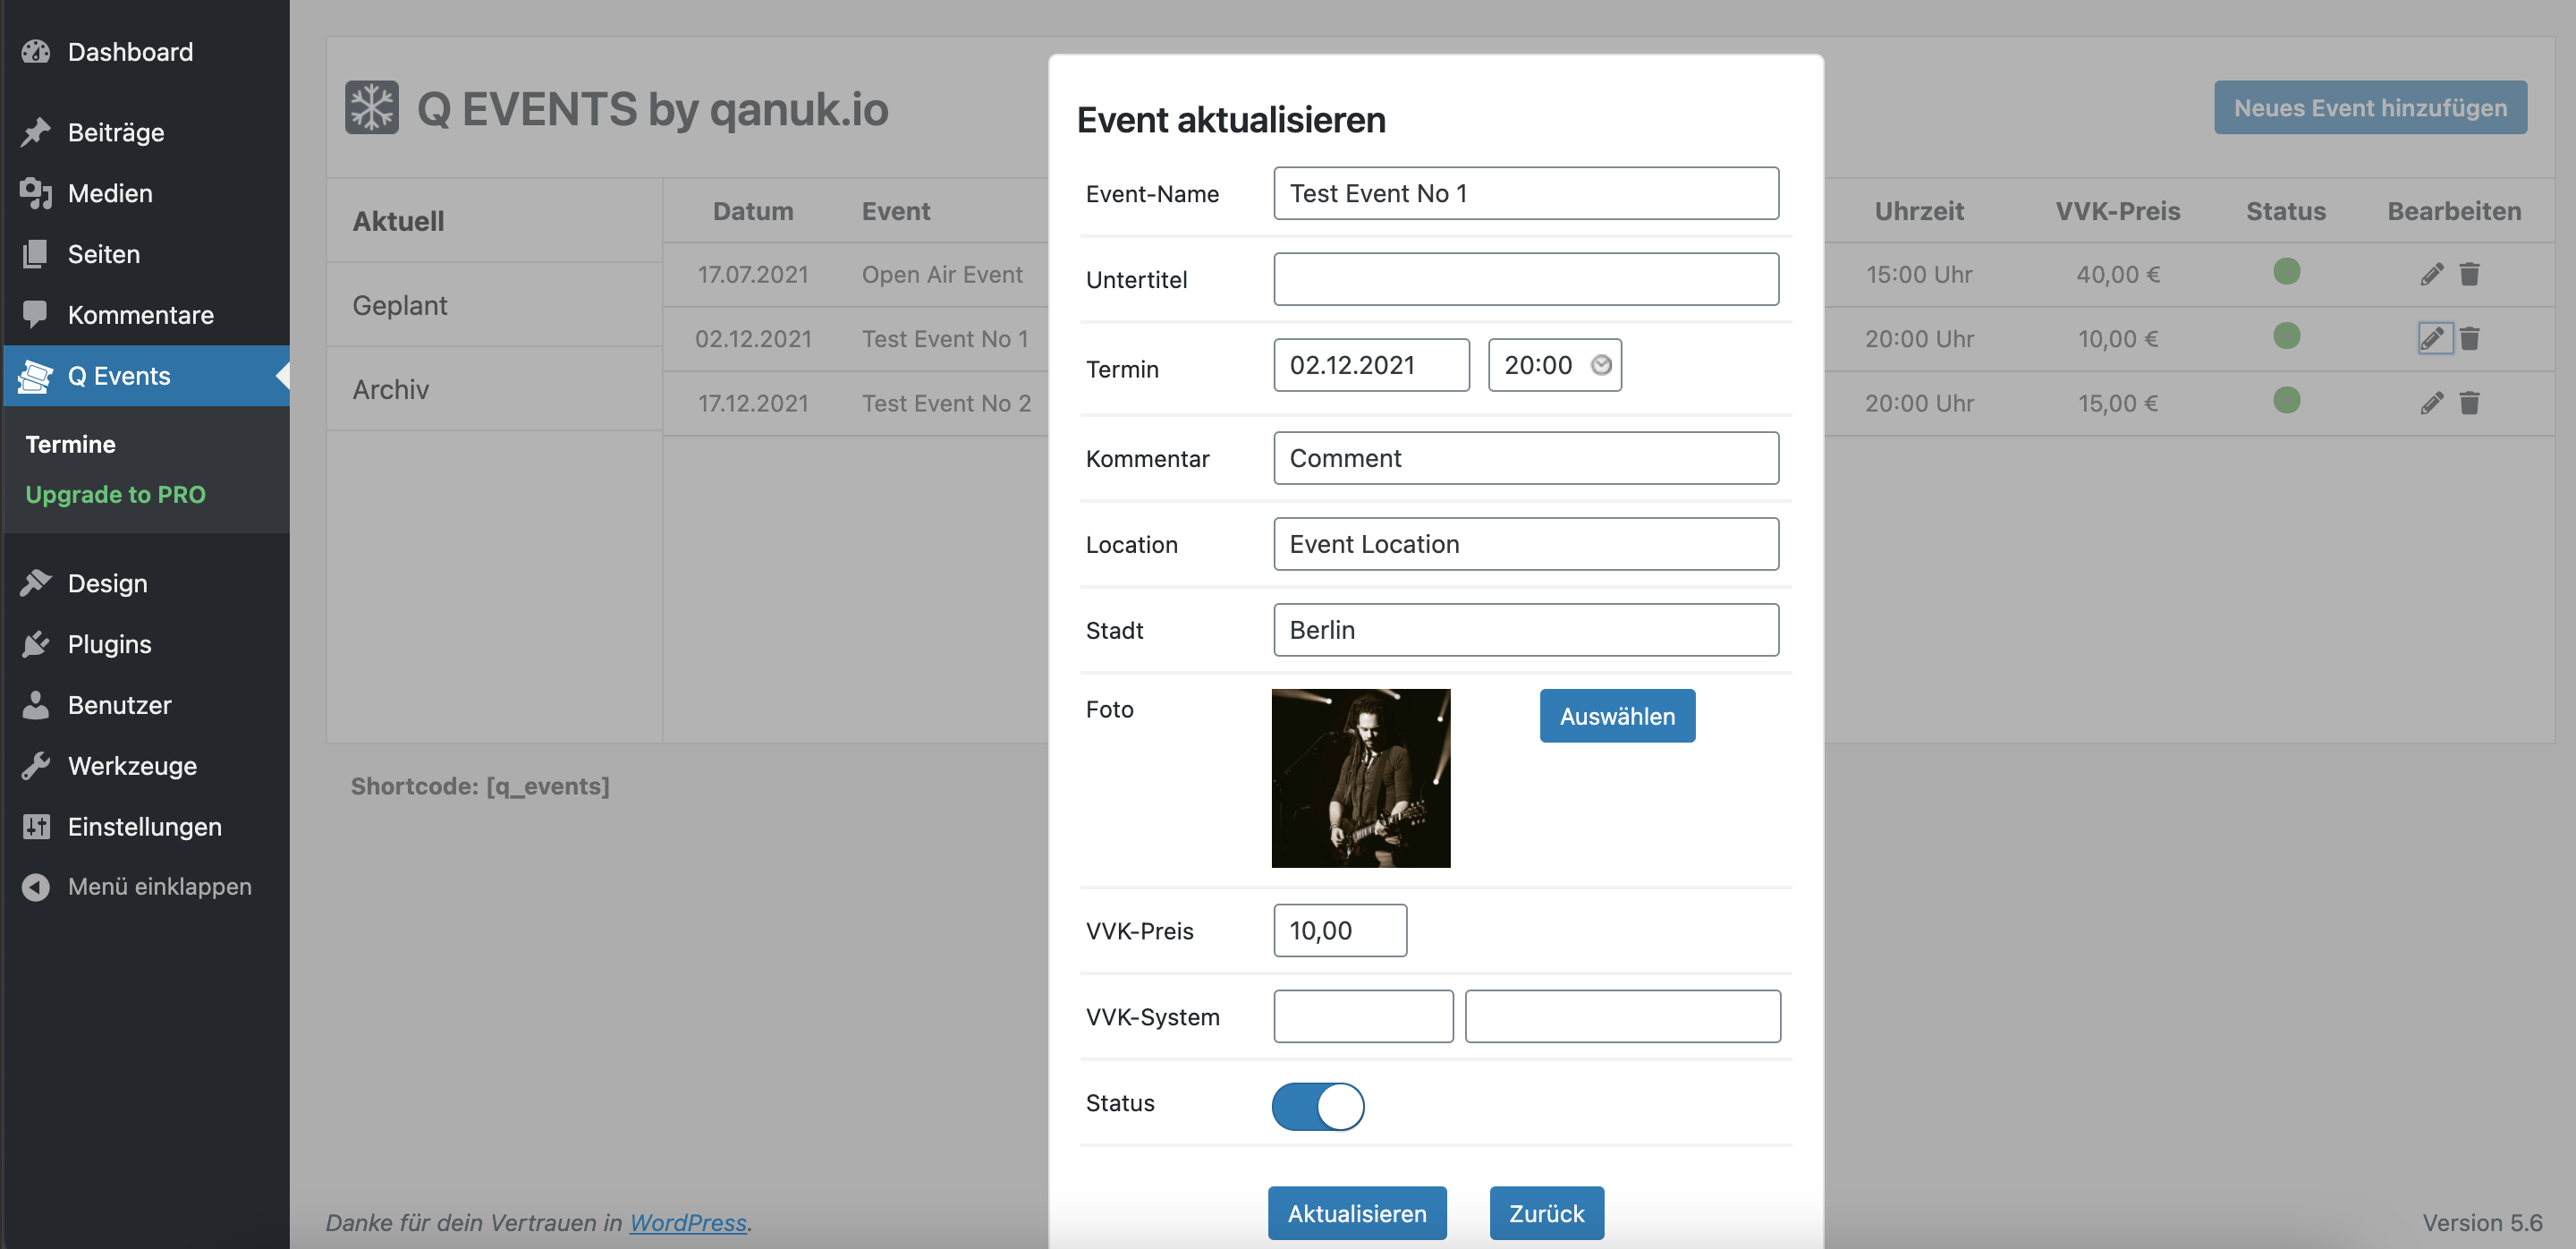 Dashboard
Beiträge
Medien
Seiten
Kommentare
Q Events
Termine
Upgrade to PRO
Design
Plugins
Benutzer
Werkzeuge
Einstellungen
Menü einklappen
Q EVENTS by qanuk.io
Neues Event hinzufügen
Aktuell
Geplant
Archiv
Datum Event Uhrzeit VVK-Preis Status Bearbeiten
17.07.2021 Open Air Event 15:00 Uhr 40,00 €
02.12.2021 Test Event No 1 20:00 Uhr 10,00 €
17.12.2021 Test Event No 2 20:00 Uhr 15,00 €
Shortcode: [q_events]
Event aktualisieren
Event-Name Test Event No 1
Untertitel
Termin 02.12.2021 20:00
Kommentar Comment
Location Event Location
Stadt Berlin
Foto Auswählen
VVK-Preis 10,00
VVK-System
Status
Aktualisieren Zurück
Danke für dein Vertrauen in WordPress.
Version 5.6